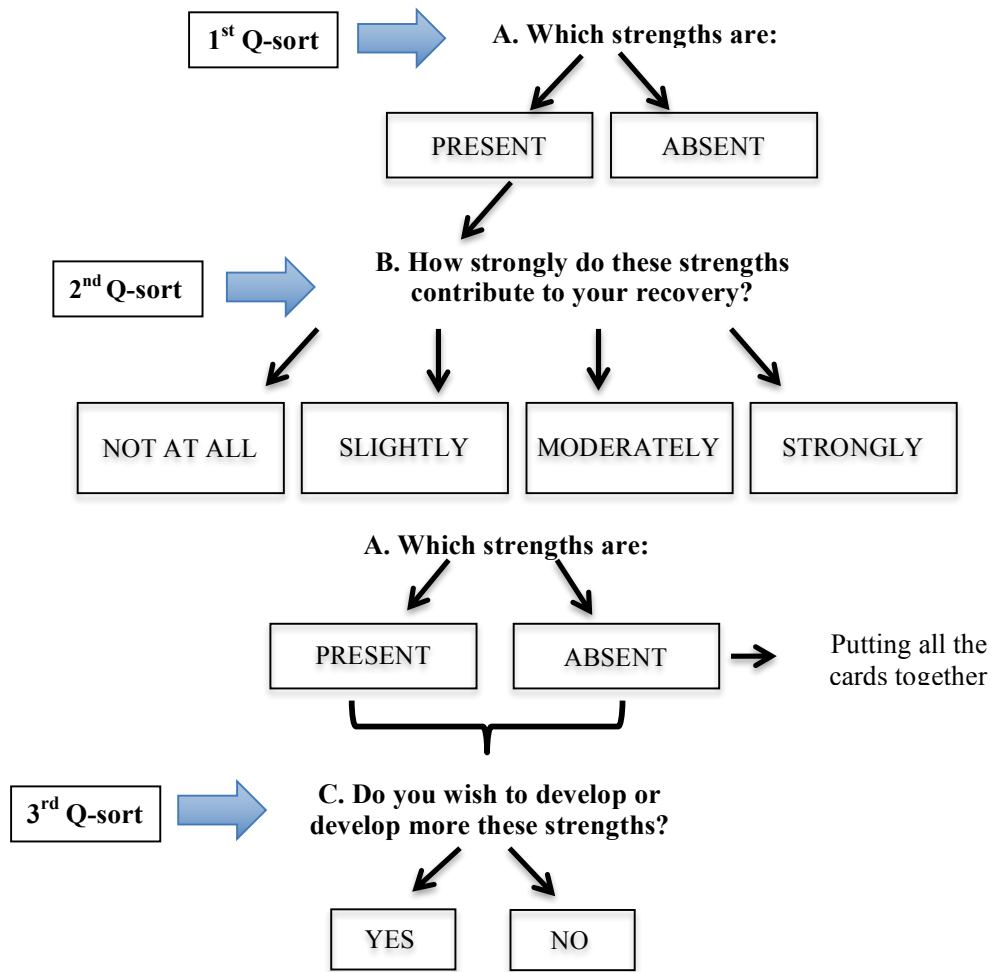 1st Q-sort
A. Which strengths are:
PRESENT
ABSENT
2nd Q-sort
B. How strongly do these strengths
contribute to your recovery?
NOT AT ALL
SLIGHTLY
MODERATELY
STRONGLY
A. Which strengths are:
PRESENT
ABSENT
Putting all the
cards together
3rd Q-sort
C. Do you wish to develop or
develop more these strengths?
YES
NO